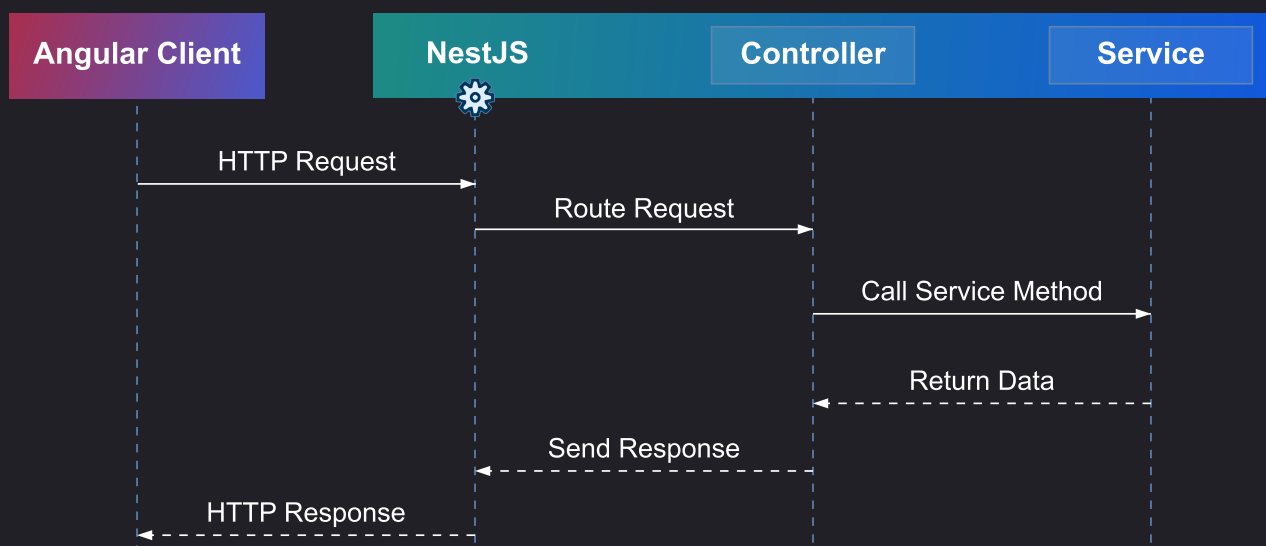 Angular Client
NestJS
Controller
Service
HTTP Request
Route Request
Call Service Method
Return Data
Send Response
HTTP Response